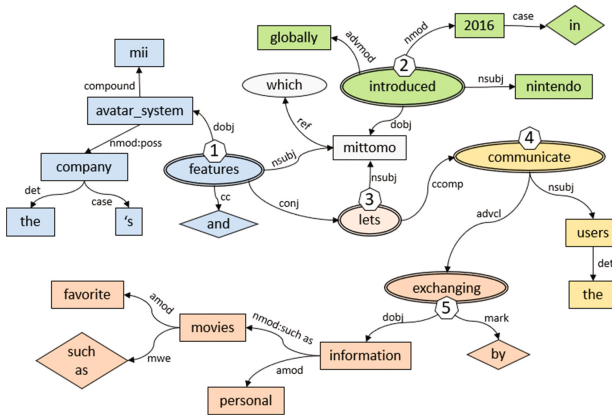 globally
advmod
nmod
2016
case
in
2
introduced
nsubj
nintendo
mii
compound
which
avatar_system
dobj
dobj
ref
nmod:poss
1
4
company
features
nsubj
mittomo
communicate
det
case
nsubj
ccomp
nsubj
cc
conj
3
the
's
and
lets
advcl
users
det
exchanging
the
favorite
5
amod
dobj
mark
movies
nmod:such as
such
as
mwe
information
by
amod
personal